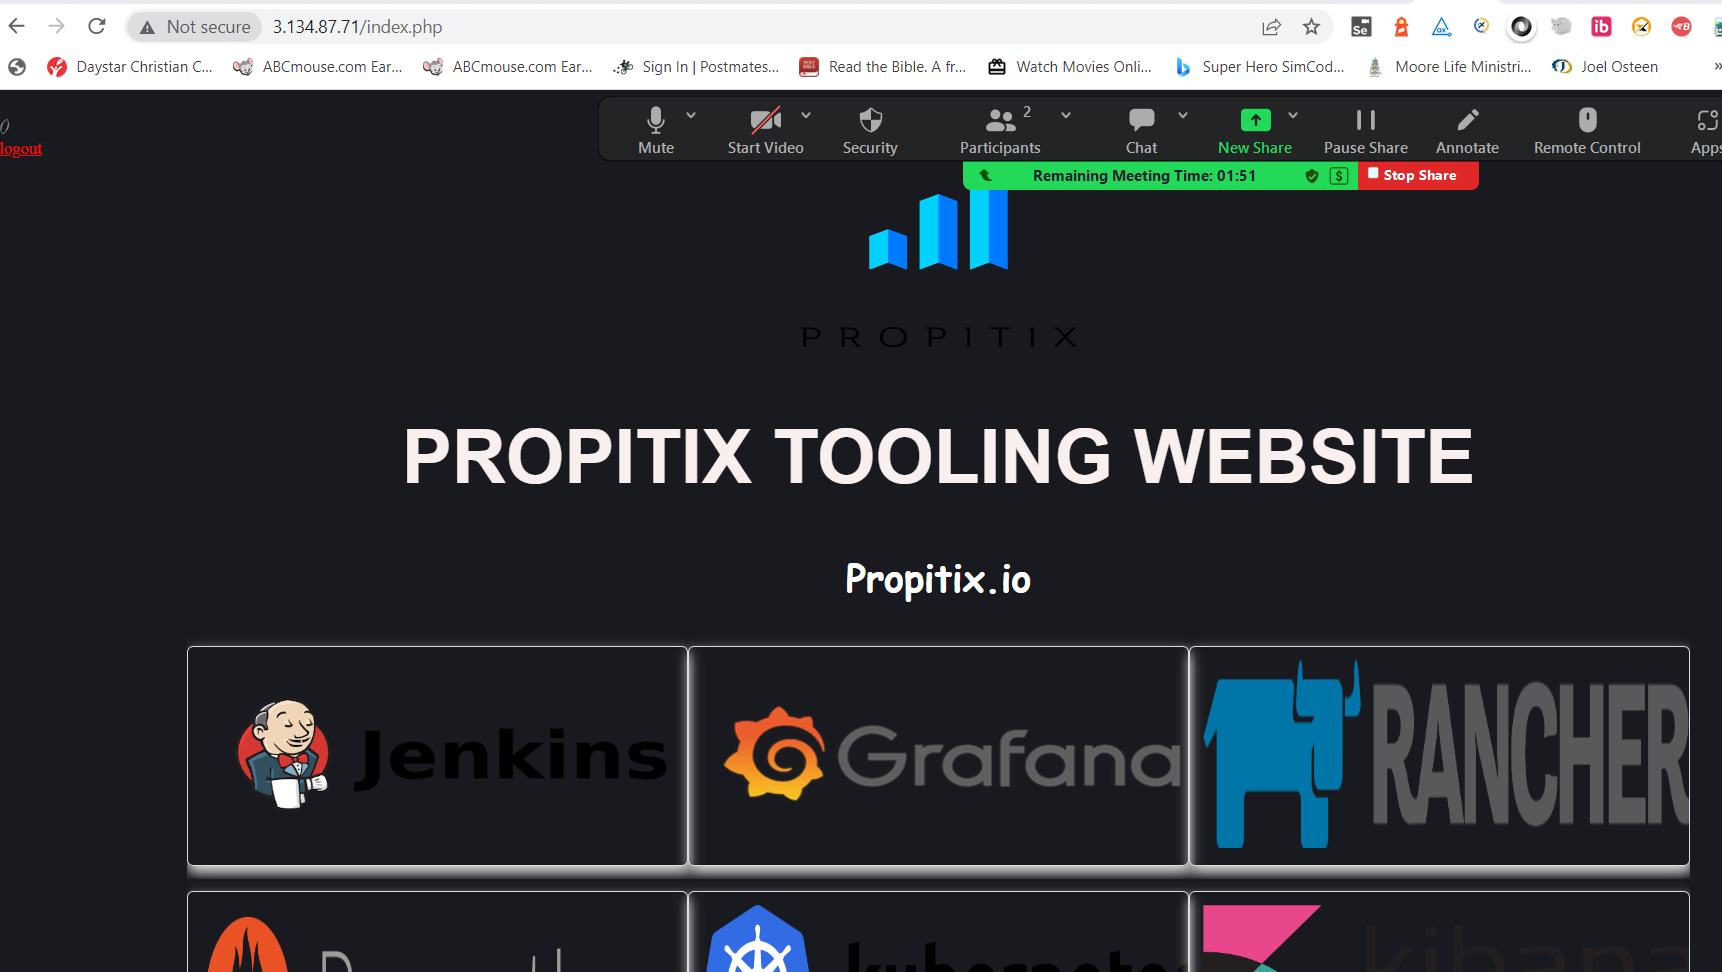 Not secure 3.134.87.71/index.php
Daystar Christian C... ABCmouse.com Ear... ABCmouse.com Ear... Sign In | Postmates... Read the Bible. A fr... Watch Movies Onli... Super Hero SimCod... Moore Life Ministri... Joel Osteen »
()
logout
2
Mute Start Video Security Participants Chat New Share Pause Share Annotate Remote Control Apps
Remaining Meeting Time: 01:51 $ Stop Share
PROPITIX
PROPITIX TOOLING WEBSITE
Propitix.io
Jenkins Grafana RANCHER
kubernetes kibana